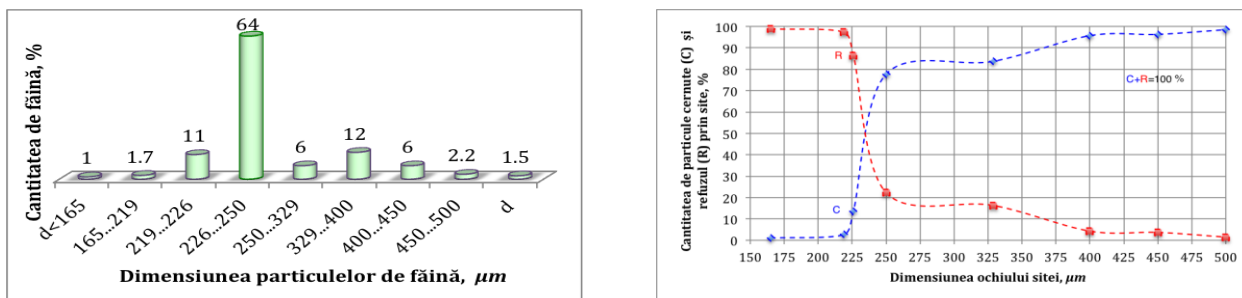 Cantitatea de făină, %
64
1
1.7
11
6
12
6
2.2
1.5
d<165
165…219
219…226
226…250
250…329
329…400
400…450
450…500
d
Dimensiunea particulelor de făină, μm
Cantitatea de particule cernute (C) și
refuzul (R) prin site, %
100
90
80
70
60
50
40
30
20
10
0
R
C
C+R=100 %
150 175 200 225 250 275 300 325 350 375 400 425 450 475 500
Dimensiunea ochiului sitei, μm